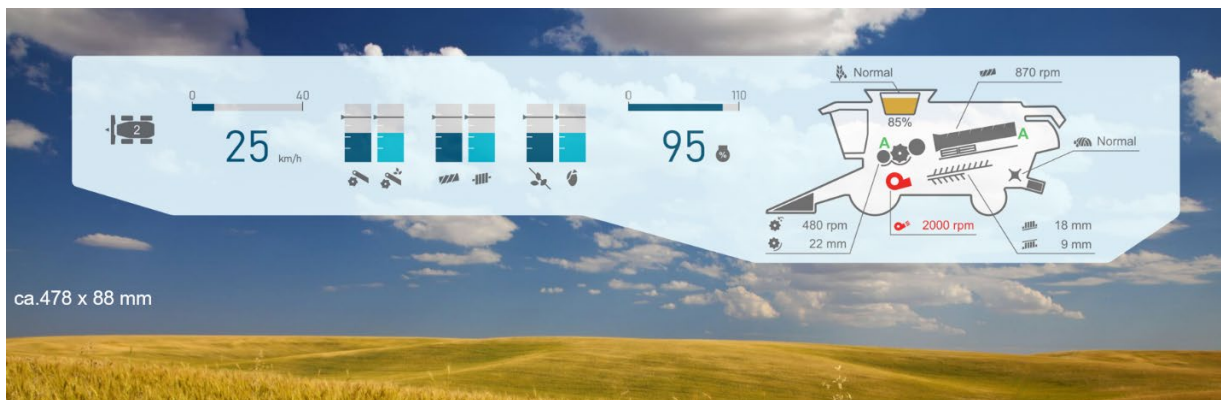 2
0 40
25 km/h
0 110
95 %
Normal
870 rpm
85%
A
A
Normal
480 rpm
2000 rpm
18 mm
22 mm
9 mm
ca.478 x 88 mm